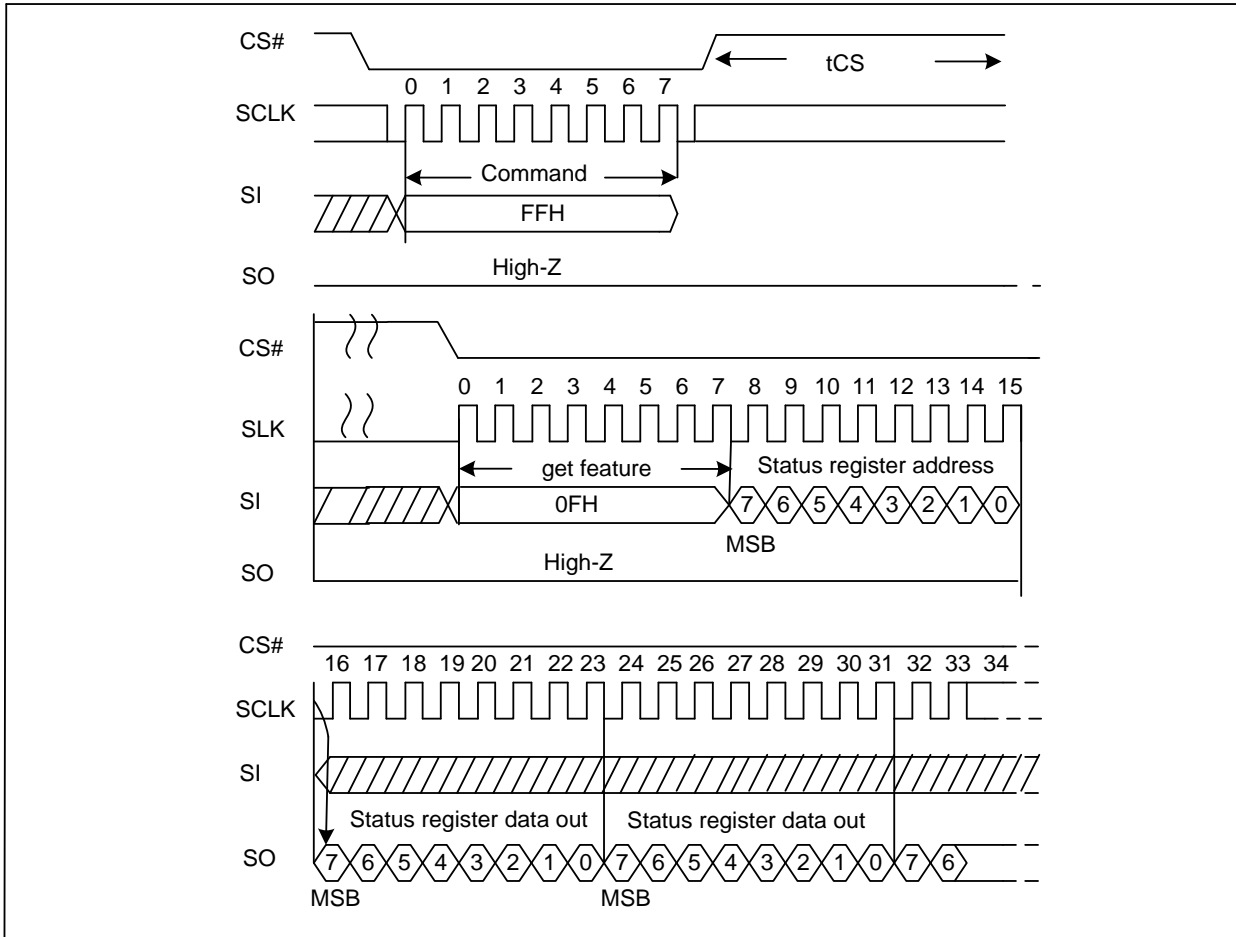 CS#
tCS
0 1 2 3 4 5 6 7
SCLK
Command
SI
FFH
High-Z
SO
CS#
0 1 2 3 4 5 6 7 8 9 10 11 12 13 14 15
SLK
get feature
Status register address
SI
0FH
7 6 5 4 3 2 1 0
MSB
High-Z
SO
CS#
16 17 18 19 20 21 22 23 24 25 26 27 28 29 30 31 32 33 34
SCLK
SI
Status register data out
Status register data out
SO
7 6 5 4 3 2 1 0 7 6 5 4 3 2 1 0 7 6
MSB
MSB